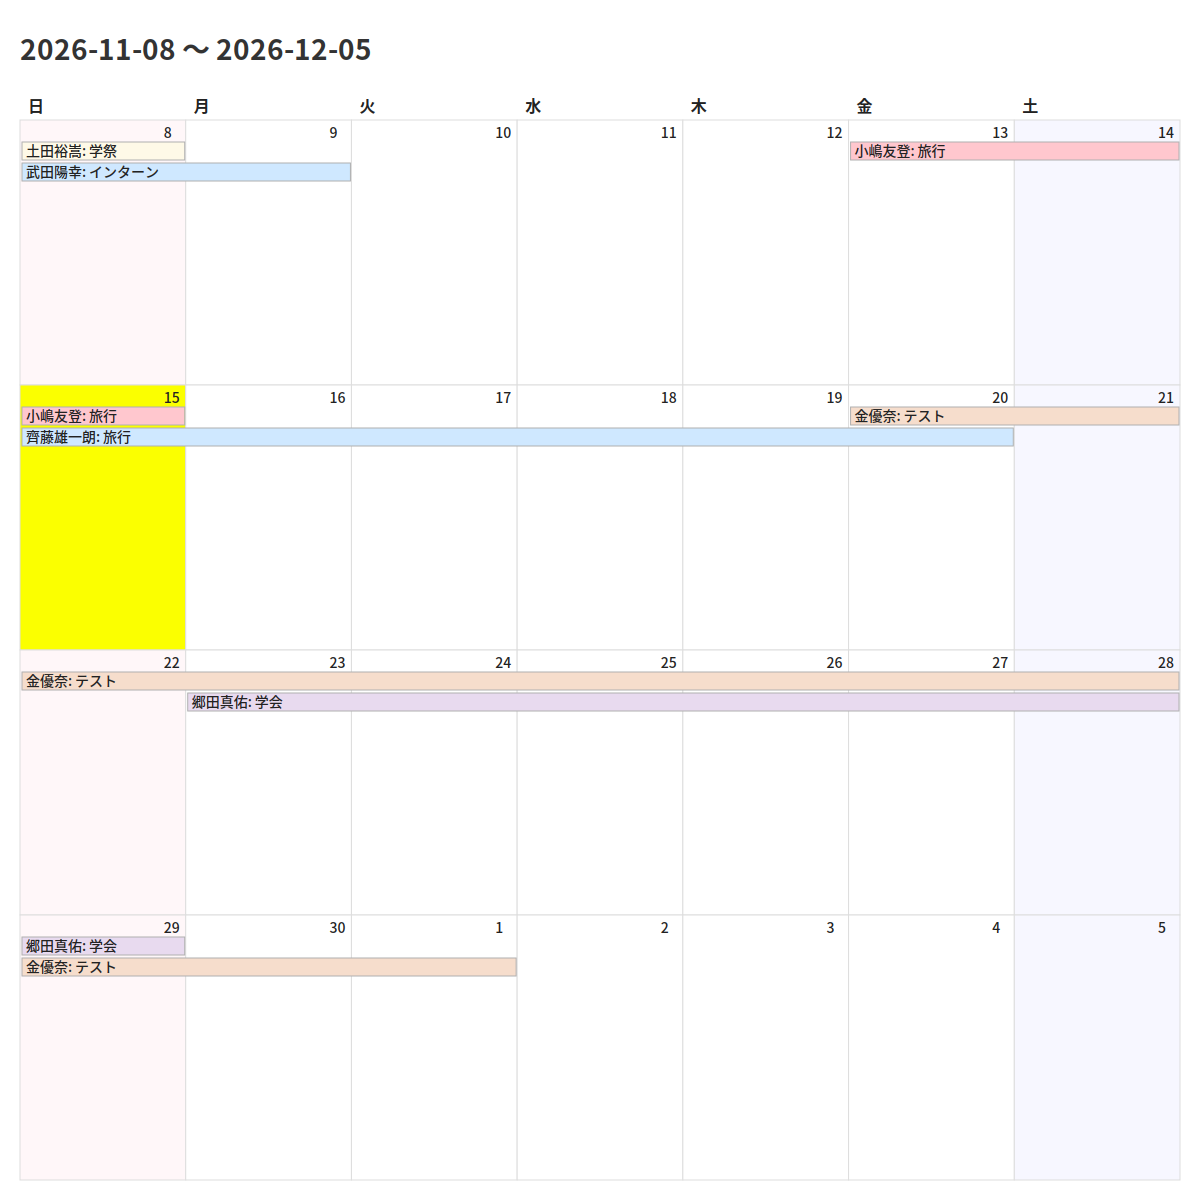 2026-11-08 〜 2026-12-05
日 月 火 水 木 金 土
8 9 10 11 12 13 14
土田裕嵩: 学祭 小嶋友登: 旅行
武田陽幸: インターン
15 16 17 18 19 20 21
小嶋友登: 旅行 金優奈: テスト
齊藤雄一朗: 旅行
22 23 24 25 26 27 28
金優奈: テスト
郷田真佑: 学会
29 30 1 2 3 4 5
郷田真佑: 学会
金優奈: テスト